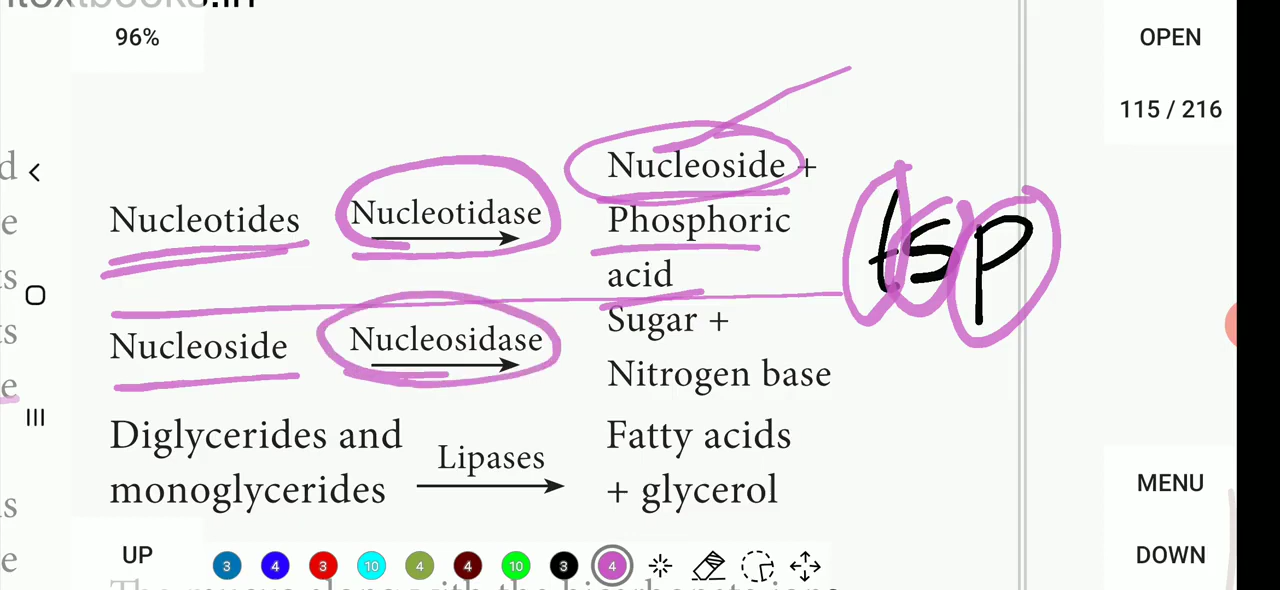 96%
OPEN
115 / 216
Nucleotides Nucleotidase Nucleoside +
Phosphoric
acid
tsp
Nucleoside Nucleosidase Sugar +
Nitrogen base
Diglycerides and
monoglycerides Lipases Fatty acids
+ glycerol
MENU
UP
DOWN
3 4 3 10 4 4 10 3 4